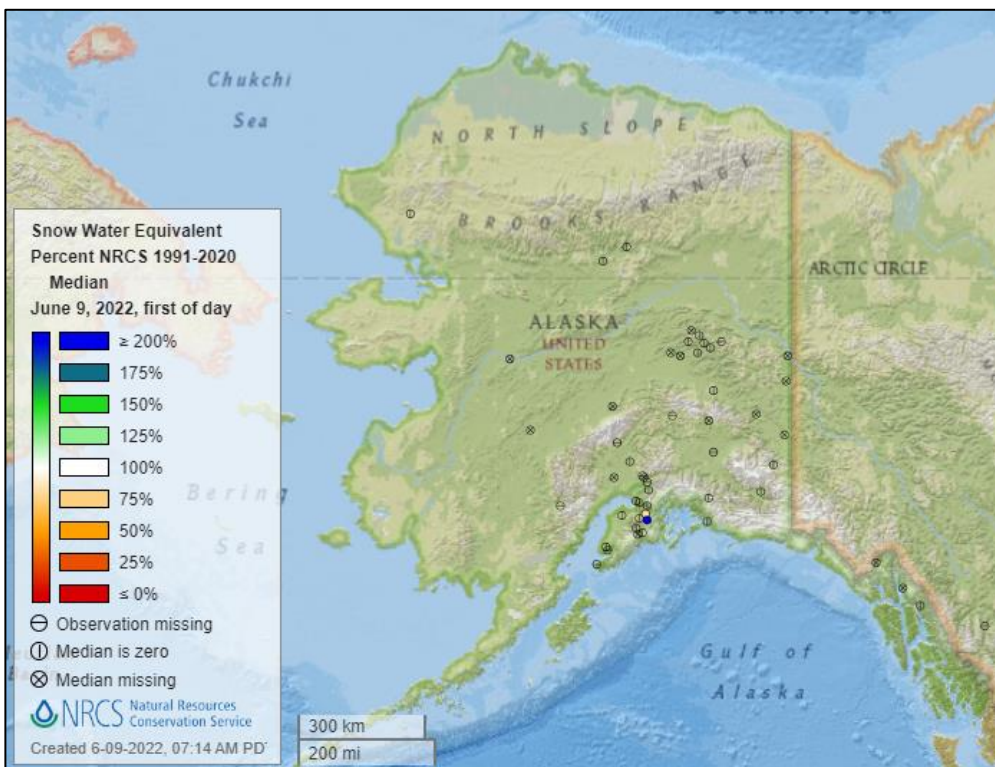 Beaufort Sea
Chukchi
Sea
NORTH SLOPE
BROOKS RANGE
ARCTIC CIRCLE
ALASKA
UNITED
STATES
Bering
Sea
Gulf of
Alaska
Snow Water Equivalent
Percent NRCS 1991-2020
Median
June 9, 2022, first of day
≥ 200%
175%
150%
125%
100%
75%
50%
25%
≤ 0%
Observation missing
Median is zero
Median missing
NRCS Natural Resources
Conservation Service
Created 6-09-2022, 07:14 AM PD
300 km
200 mi